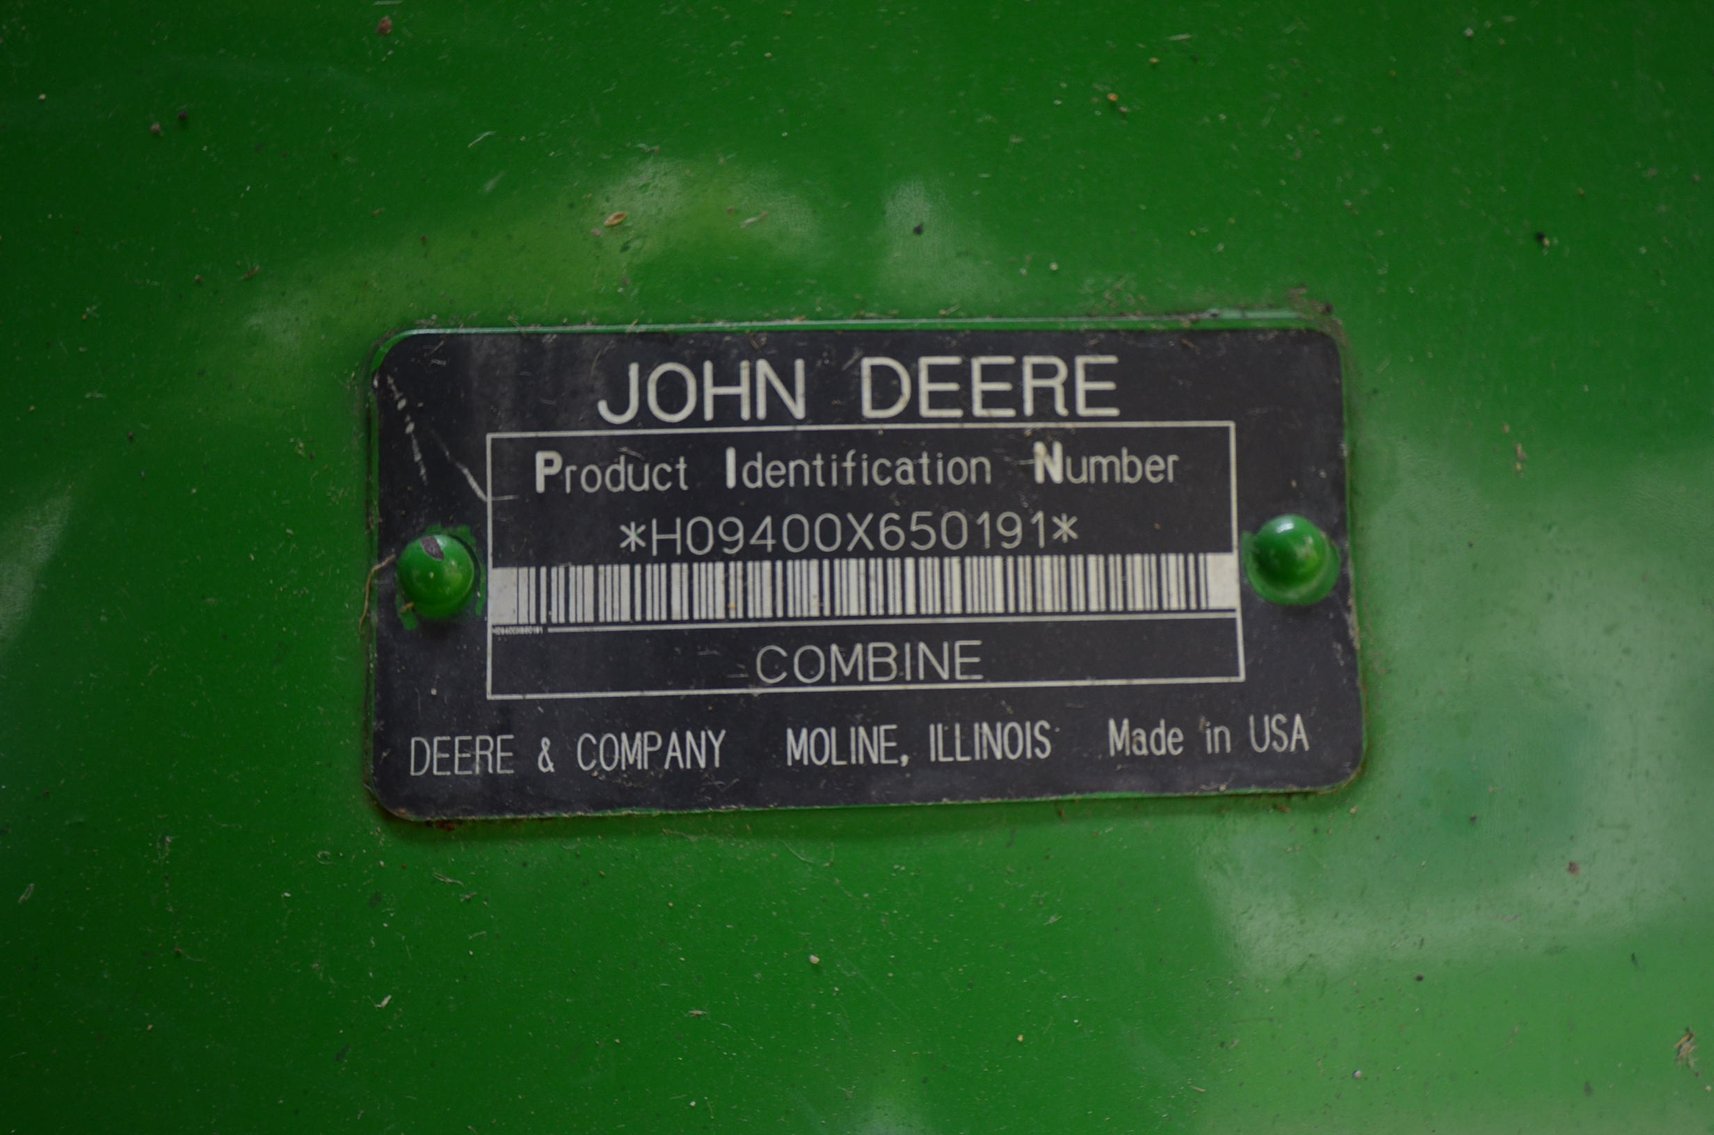 JOHN DEERE
Product Identification Number
*H09400X650191*
COMBINE
DEERE & COMPANY MOLINE, ILLINOIS Made in USA